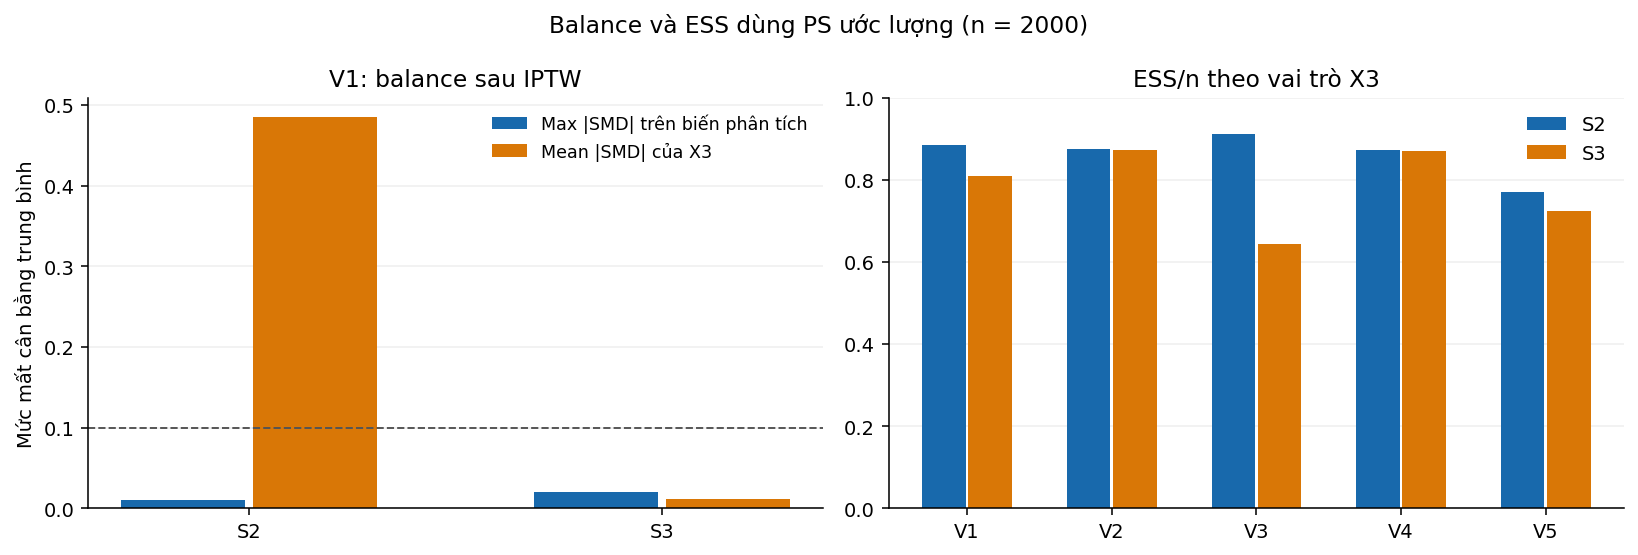 Balance và ESS dùng PS ước lượng (n = 2000)
V1: balance sau IPTW
Mức mất cân bằng trung bình
0.5
0.4
0.3
0.2
0.1
0.0
Max |SMD| trên biến phân tích
Mean |SMD| của X3
S2
S3
ESS/n theo vai trò X3
1.0
0.8
0.6
0.4
0.2
0.0
S2
S3
V1
V2
V3
V4
V5